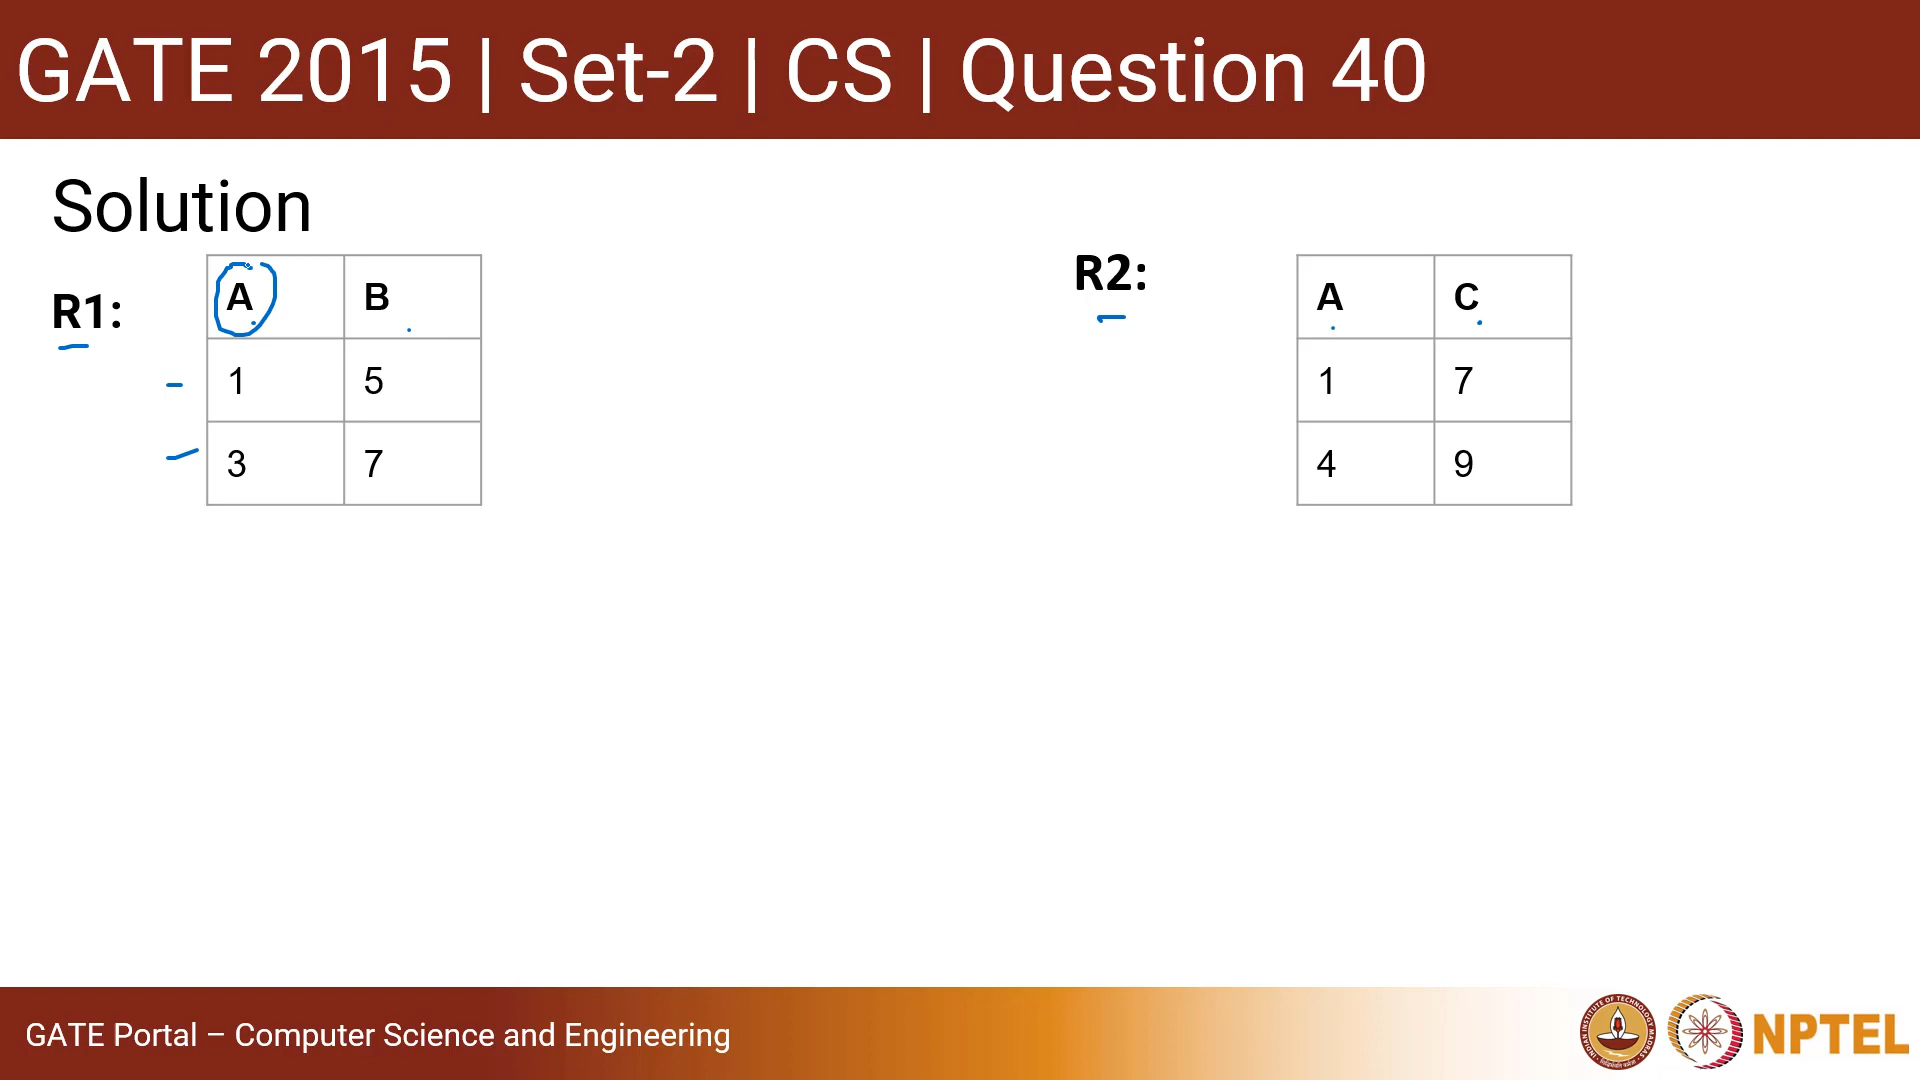 GATE 2015 | Set-2 | CS | Question 40
Solution
R1:
A B
1 5
3 7
R2:
A C
1 7
4 9
GATE Portal – Computer Science and Engineering
NPTEL